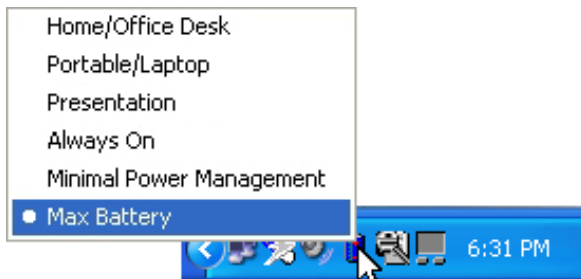 Home/Office Desk
Portable/Laptop
Presentation
Always On
Minimal Power Management
Max Battery
6:31 PM